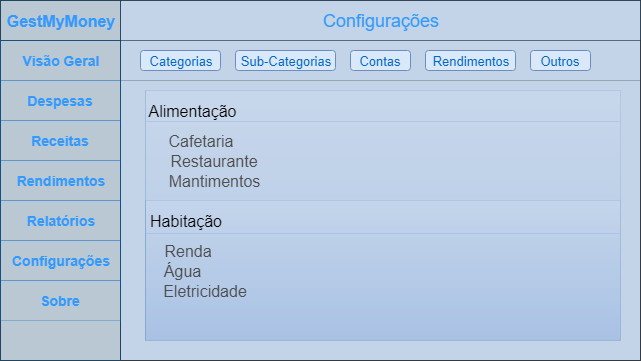 GestMyMoney
Configurações
Visão Geral
Despesas
Receitas
Rendimentos
Relatórios
Configurações
Sobre
Categorias
Sub-Categorias
Contas
Rendimentos
Outros
Alimentação
Cafetaria
Restaurante
Mantimentos
Habitação
Renda
Água
Eletricidade